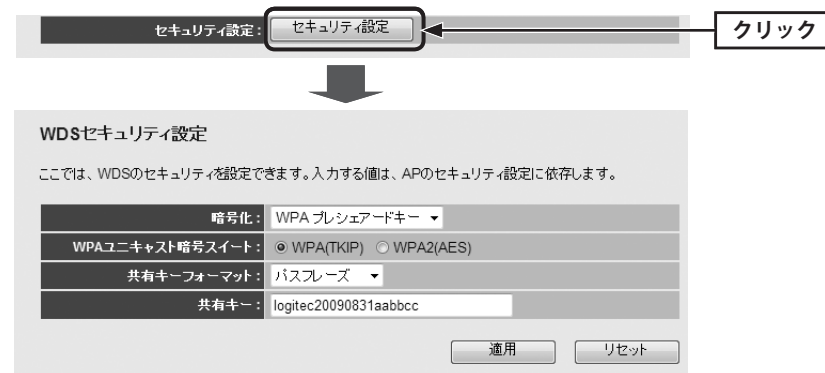 セキュリティ設定： セキュリティ設定 クリック
WDSセキュリティ設定
ここでは、WDSのセキュリティを設定できます。入力する値は、APのセキュリティ設定に依存します。
暗号化： WPA プレシェアードキー
WPAユニキャスト暗号スイート： WPA(TKIP) WPA2(AES)
共有キーフォーマット： パスフレーズ
共有キー： logitec20090831aabbcc
適用 リセット